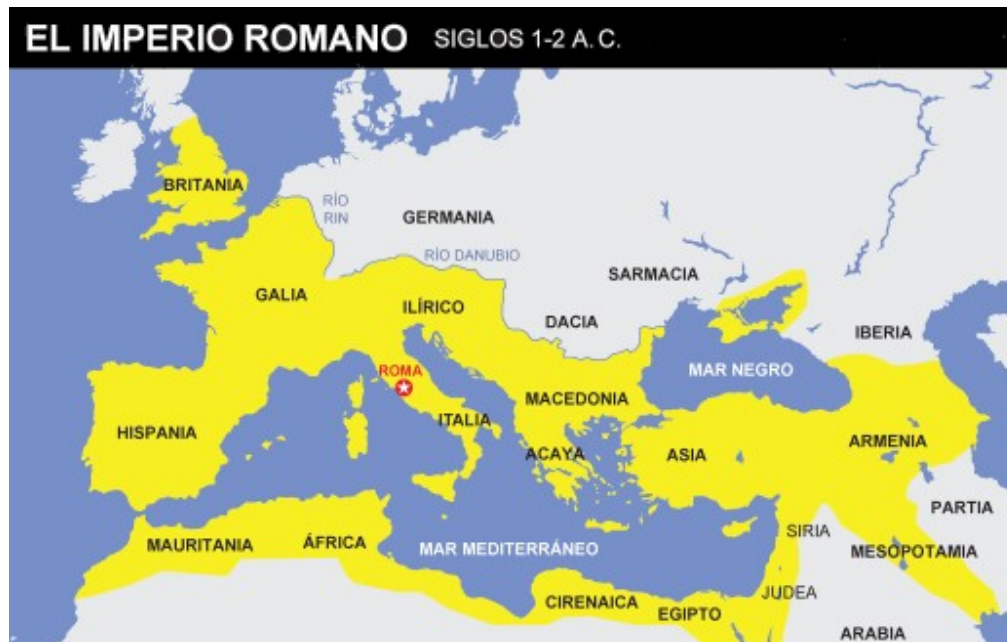 EL IMPERIO ROMANO SIGLOS 1-2 A. C.
BRITANIA
RÍO
RIN
GERMANIA
RÍO DANUBIO
SARMACIA
GALIA
ILÍRICO
DACIA
IBERIA
MAR NEGRO
ROMA
MACEDONIA
HISPANIA
ITALIA
ACAYA
ASIA
ARMENIA
PARTIA
MAURITANIA
ÁFRICA
MAR MEDITERRÁNEO
SIRIA
MESOPOTAMIA
JUDEA
CIRENAICA
EGIPTO
ARABIA